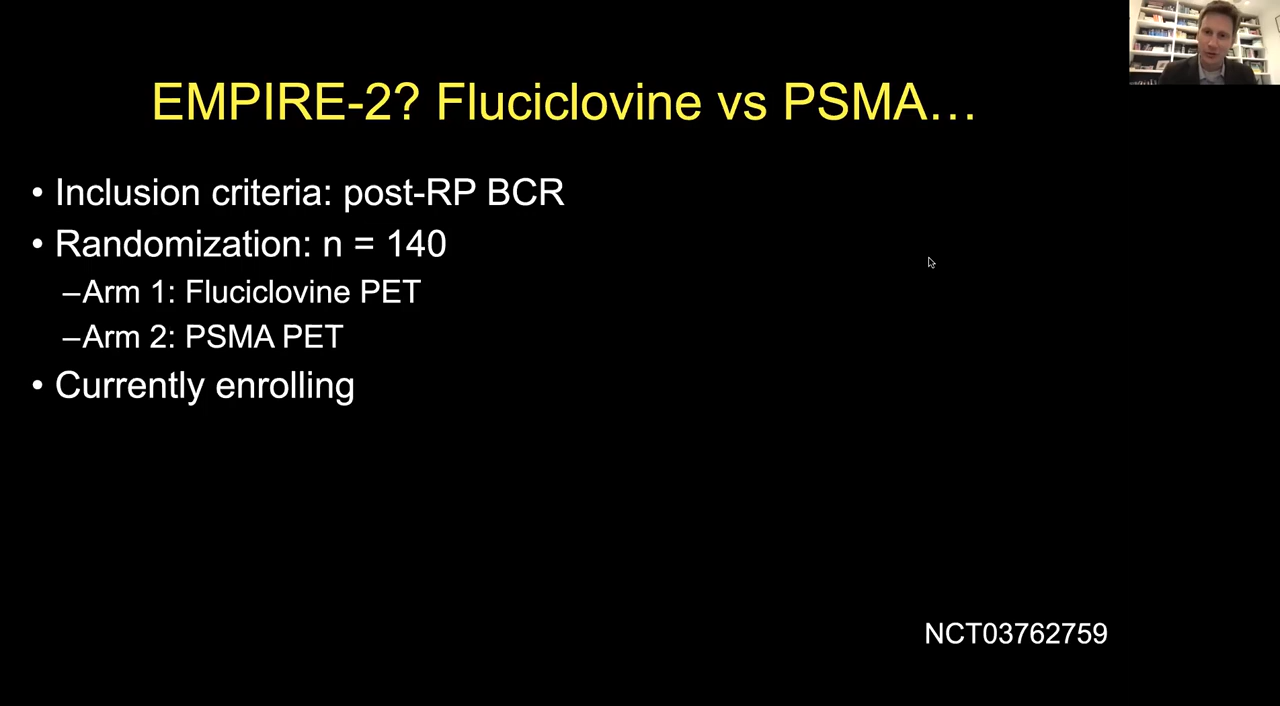 EMPIRE-2? Fluciclovine vs PSMA…
• Inclusion criteria: post-RP BCR
• Randomization: n = 140
–Arm 1: Fluciclovine PET
–Arm 2: PSMA PET
• Currently enrolling
NCT03762759